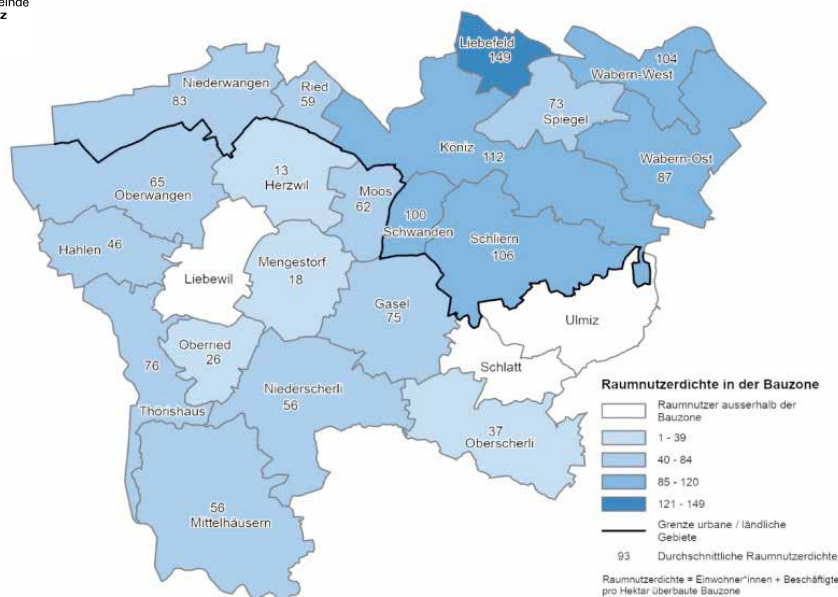 z
Liebefeld
149
104
Wabern-West
Niederwangen
83
Ried
59
73
Spiegel
Köniz
112
Wabern-Ost
87
13
Herzwil
65
Oberwangen
Moos
62
100
Schwanden
Schliern
106
Hahlen 46
Liebewil
Mengestorf
18
Gasel
75
Ulmiz
Oberried
26
76
Schlatt
Thörishaus
Niederscherli
56
37
Oberscherli
56
Mittelhäusern
Raumnutzerdichte in der Bauzone
Raumnutzer ausserhalb der
Bauzone
1 - 39
40 - 84
85 - 120
121 - 149
Grenze urbane / ländliche
Gebiete
93 Durchschnittliche Raumnutzerdichte
Raumnutzerdichte = Einwohner*innen + Beschäftigte
pro Hektar überbaute Bauzone